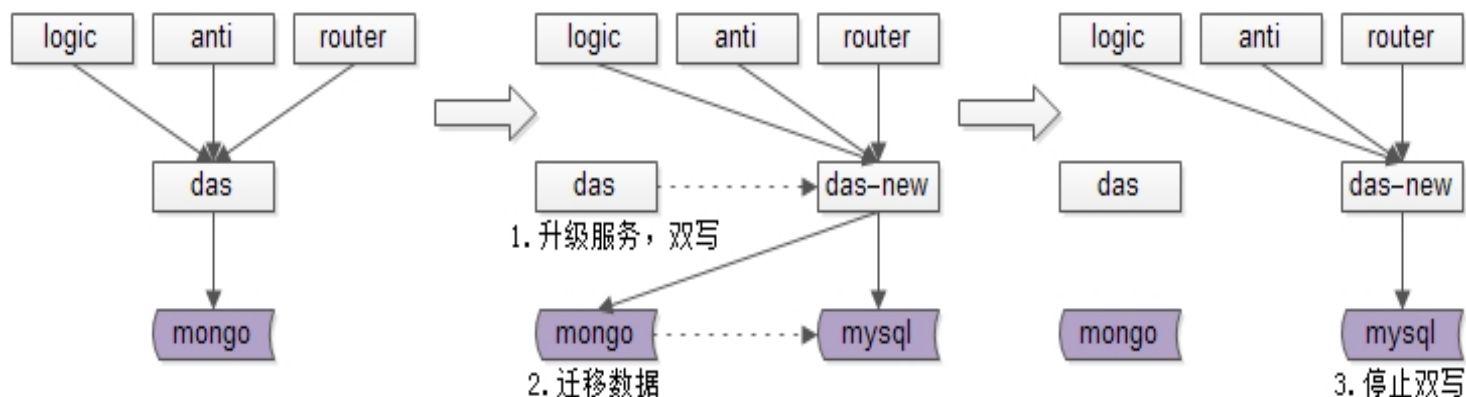 logic anti router logic anti router logic anti router
das das das-new das das-new
1.升级服务，双写
mongo mongo mysql mongo mysql
2.迁移数据 3.停止双写